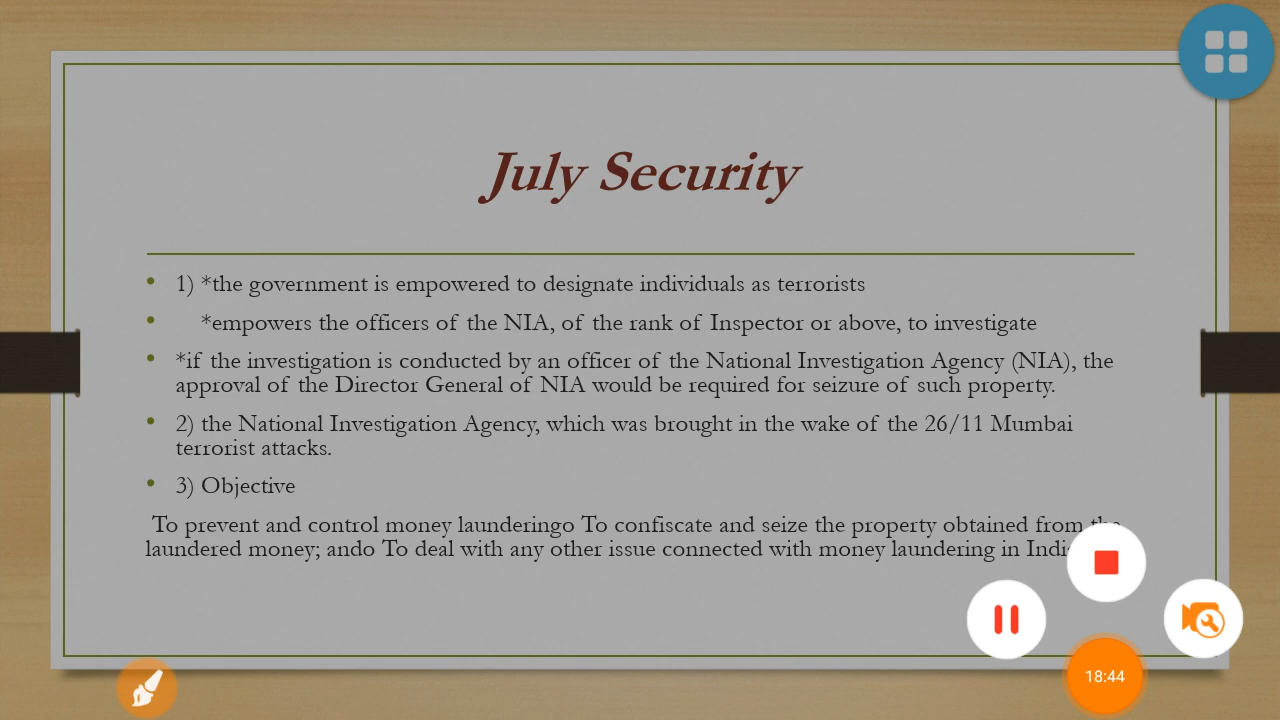 July Security
1) *the government is empowered to designate individuals as terrorists
*empowers the officers of the NIA, of the rank of Inspector or above, to investigate
*if the investigation is conducted by an officer of the National Investigation Agency (NIA), the
approval of the Director General of NIA would be required for seizure of such property.
2) the National Investigation Agency, which was brought in the wake of the 26/11 Mumbai
terrorist attacks.
3) Objective
To prevent and control money launderingo To confiscate and seize the property obtained from the
laundered money; ando To deal with any other issue connected with money laundering in
18:44